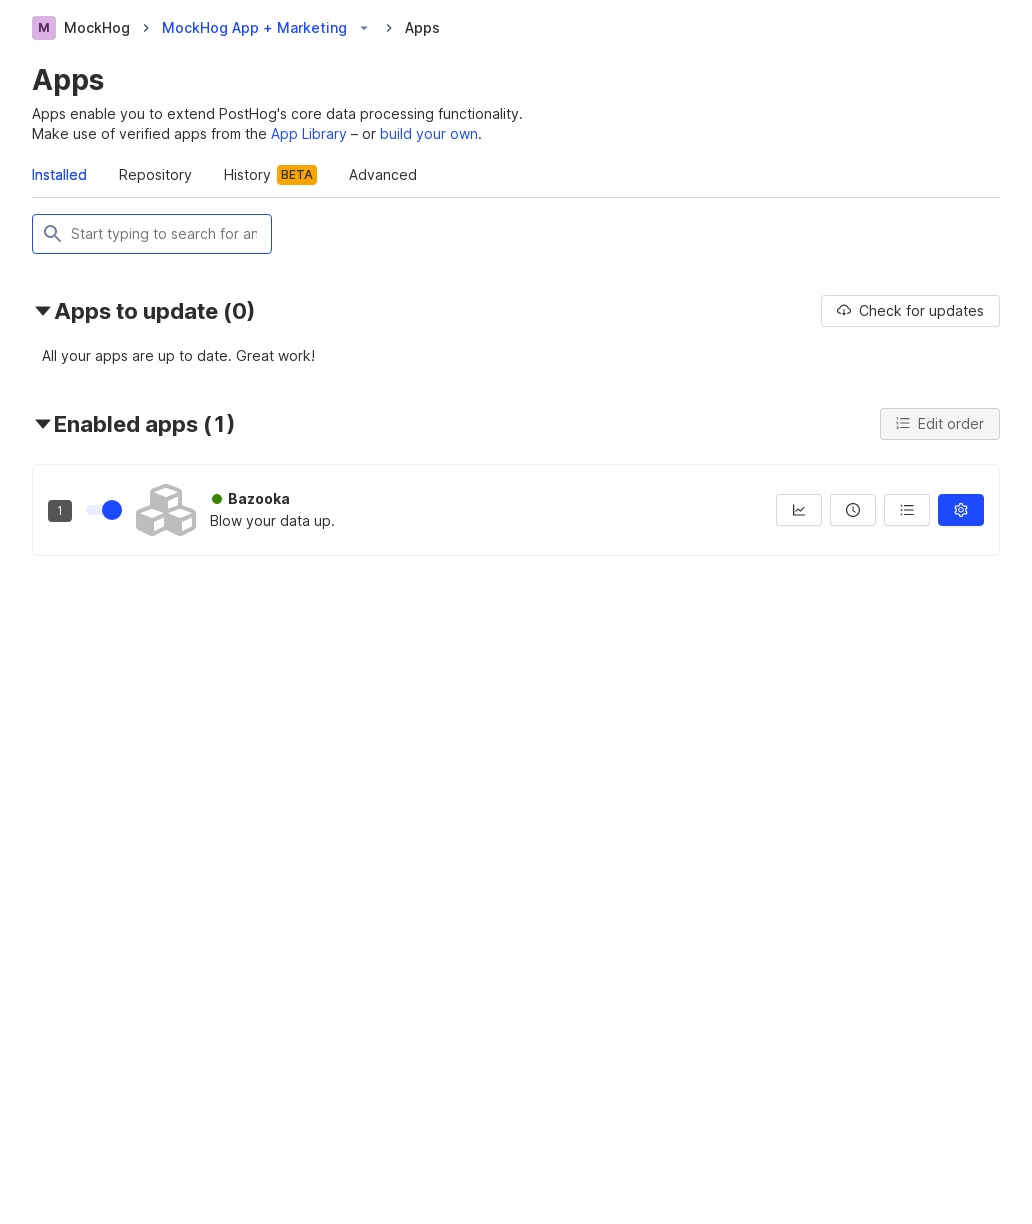 M MockHog MockHog App + Marketing Apps
Apps
Apps enable you to extend PostHog's core data processing functionality.
Make use of verified apps from the App Library – or build your own.
Installed Repository History BETA Advanced
Start typing to search for an
Apps to update (0) Check for updates
All your apps are up to date. Great work!
Enabled apps (1) Edit order
1 Bazooka
Blow your data up.